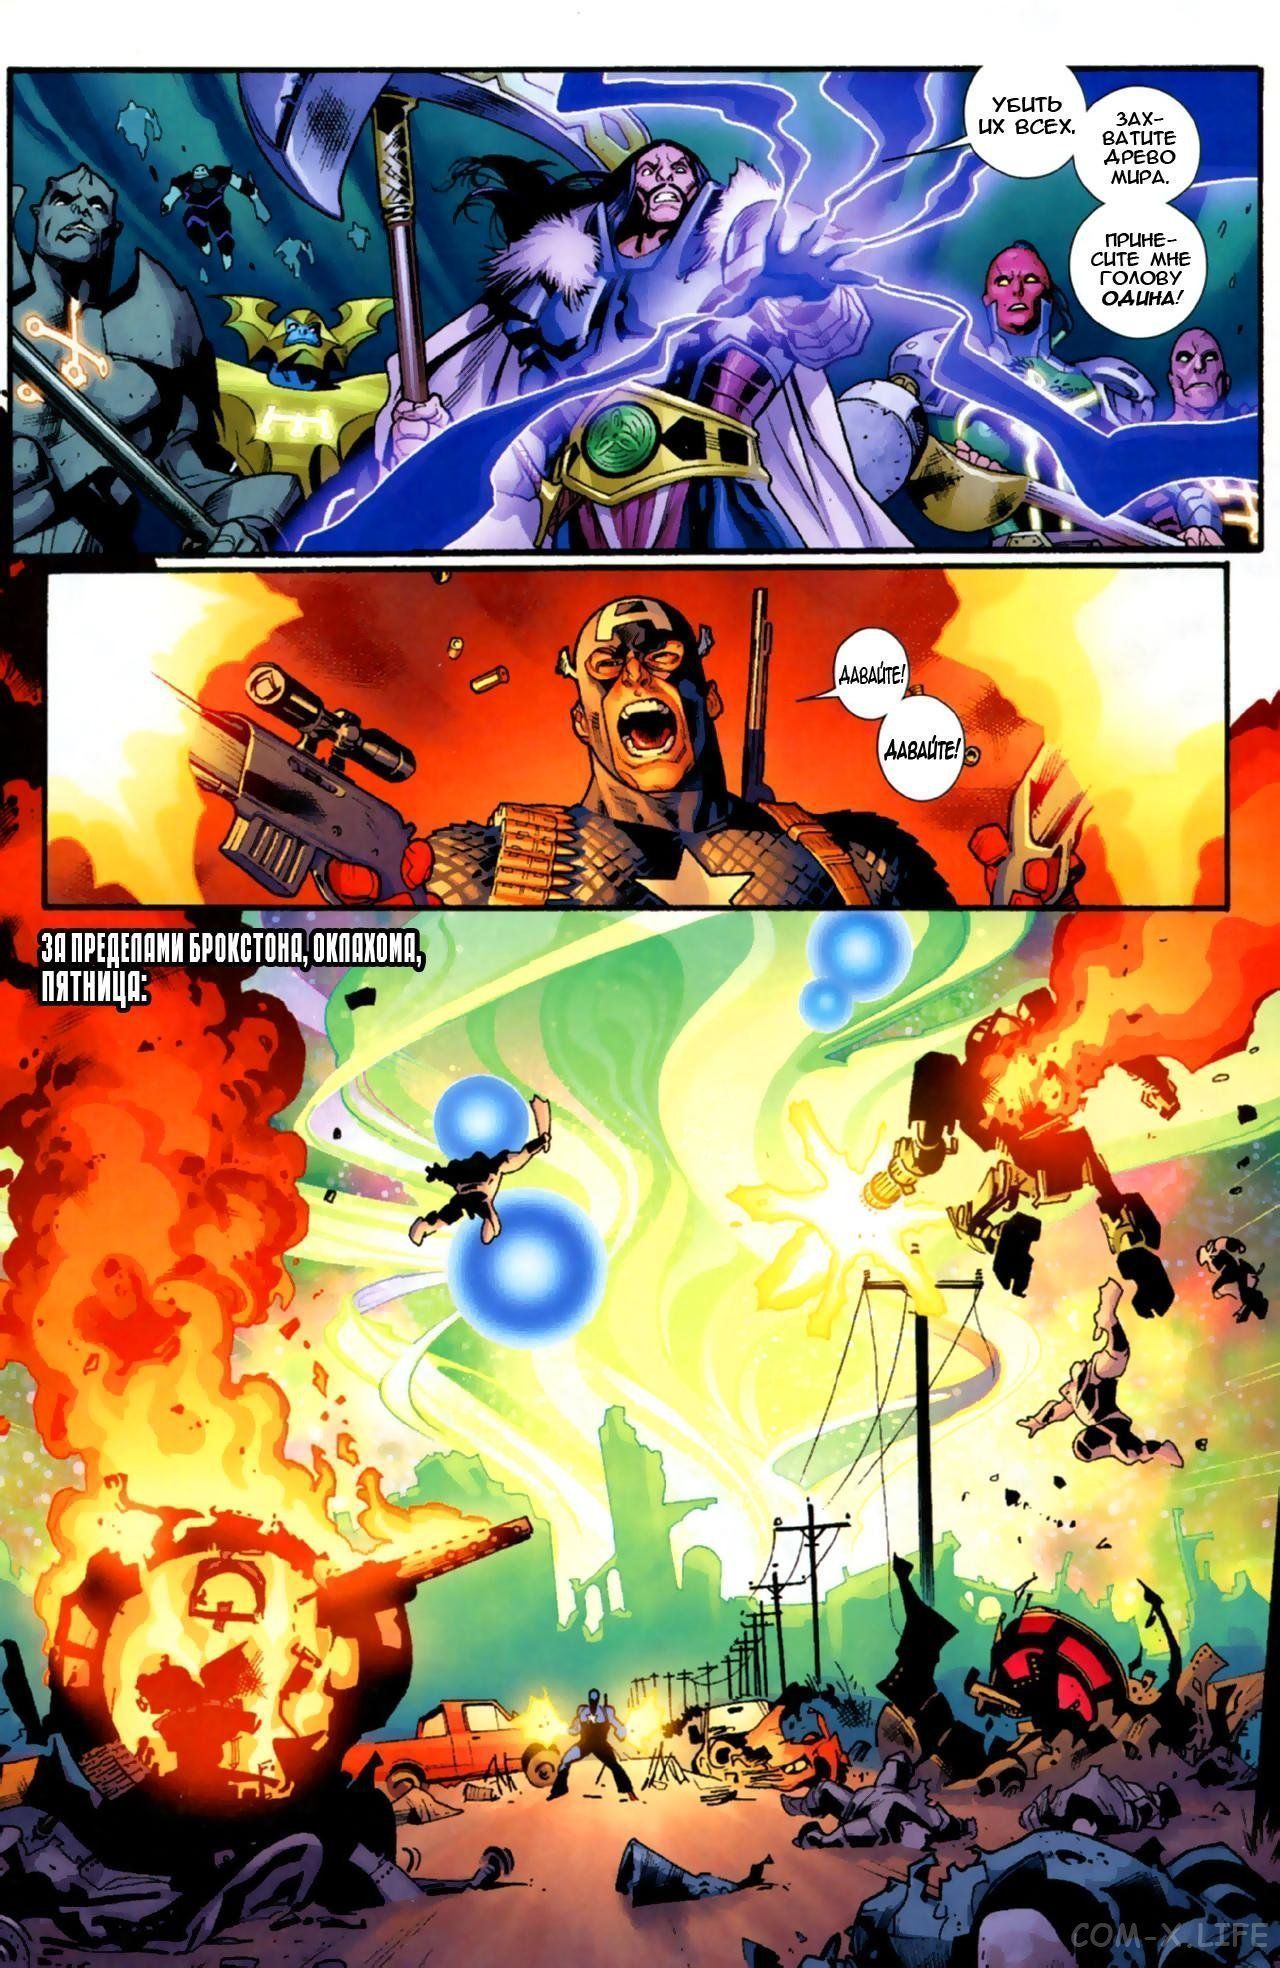 УБИТЬ
ИХ ВСЕХ.
ЗАХ-
ВАТИТЕ
ДРЕВО
МИРА.
ПРИНЕ-
СИТЕ МНЕ
ГОЛОВУ
ОДИНА!
A
ДАВАЙТЕ!
ДАВАЙТЕ!
ЗА ПРЕДЕЛАМИ БРОКСТОНА, ОКЛАХОМА,
ПЯТНИЦА:
COM-X.LIFE